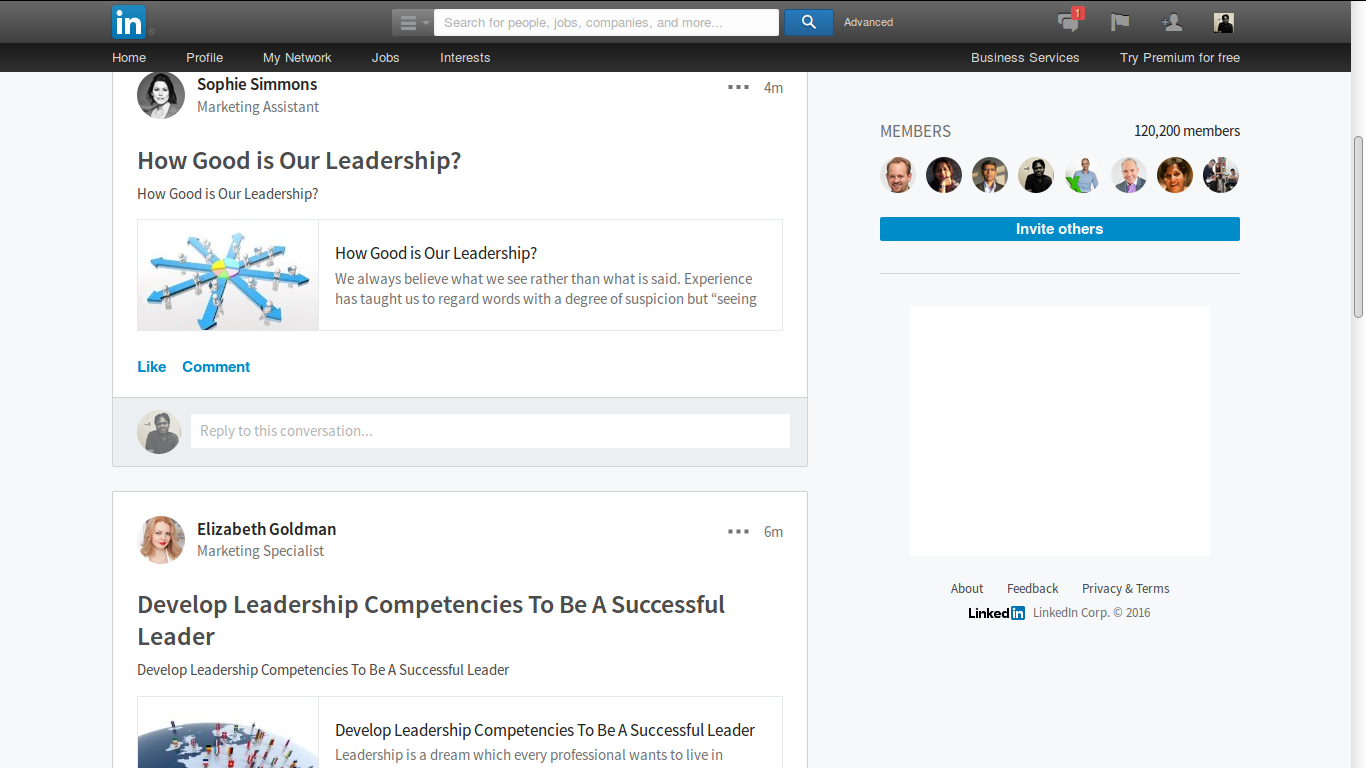 in
Search for people, jobs, companies, and more...
Advanced
1
Home Profile My Network Jobs Interests Business Services Try Premium for free
Sophie Simmons
4m
Marketing Assistant
How Good is Our Leadership?
How Good is Our Leadership?
How Good is Our Leadership?
We always believe what we see rather than what is said. Experience
has taught us to regard words with a degree of suspicion but “seeing
Like Comment
Reply to this conversation...
Elizabeth Goldman
6m
Marketing Specialist
Develop Leadership Competencies To Be A Successful
Leader
Develop Leadership Competencies To Be A Successful Leader
Develop Leadership Competencies To Be A Successful Leader
Leadership is a dream which every professional wants to live in
MEMBERS 120,200 members
Invite others
About Feedback Privacy & Terms
Linked in LinkedIn Corp. © 2016